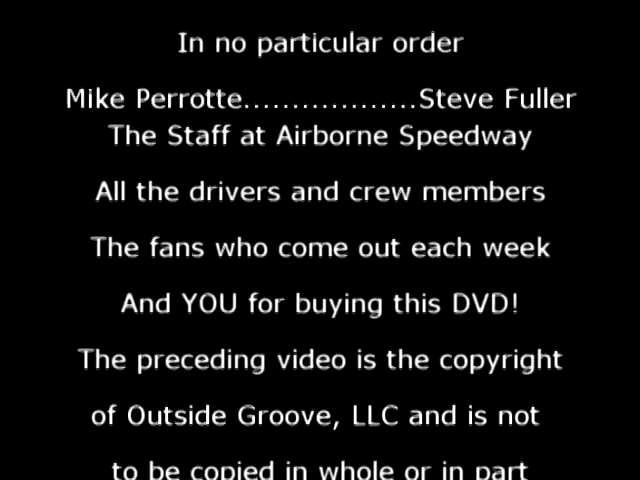 In no particular order
Mike Perrotte..................Steve Fuller
The Staff at Airborne Speedway
All the drivers and crew members
The fans who come out each week
And YOU for buying this DVD!
The preceding video is the copyright
of Outside Groove, LLC and is not
to be copied in whole or in part